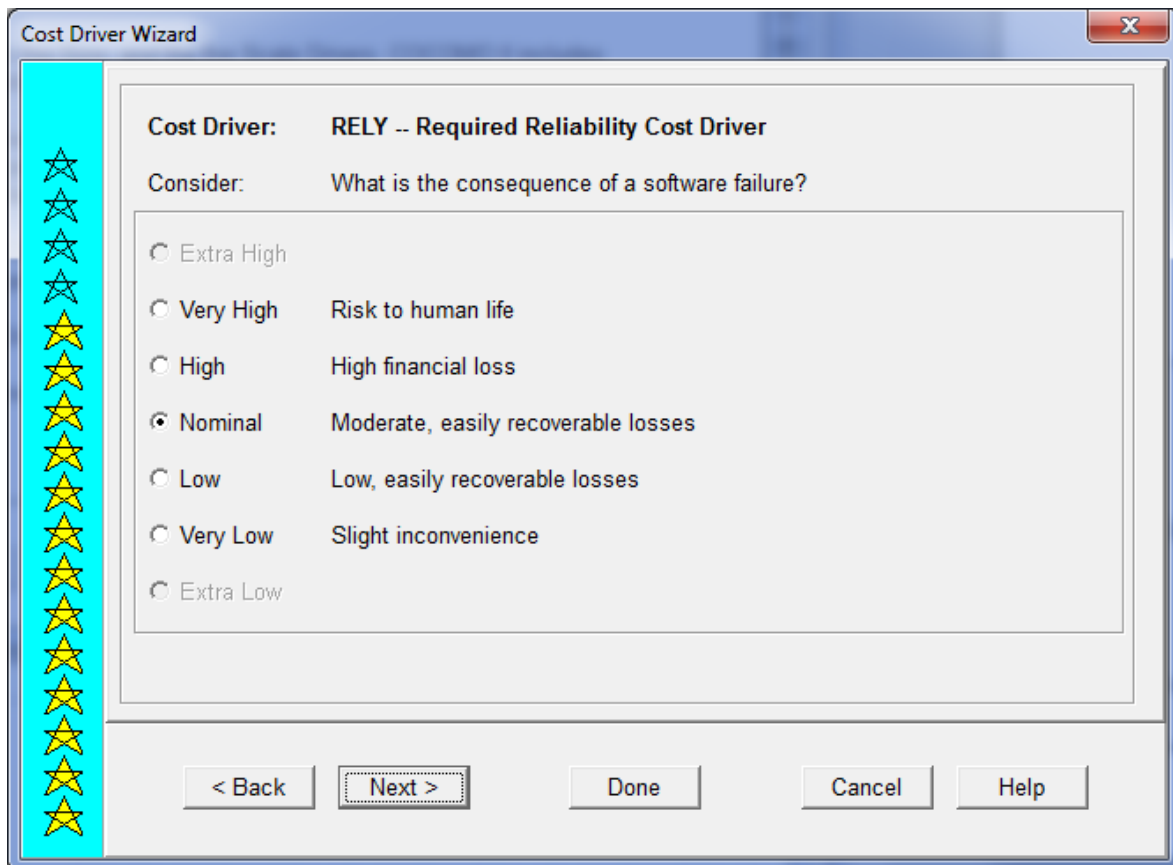 Cost Driver Wizard
Cost Driver: RELY -- Required Reliability Cost Driver
Consider: What is the consequence of a software failure?
Extra High
Very High Risk to human life
High High financial loss
Nominal Moderate, easily recoverable losses
Low Low, easily recoverable losses
Very Low Slight inconvenience
Extra Low
< Back Next > Done Cancel Help